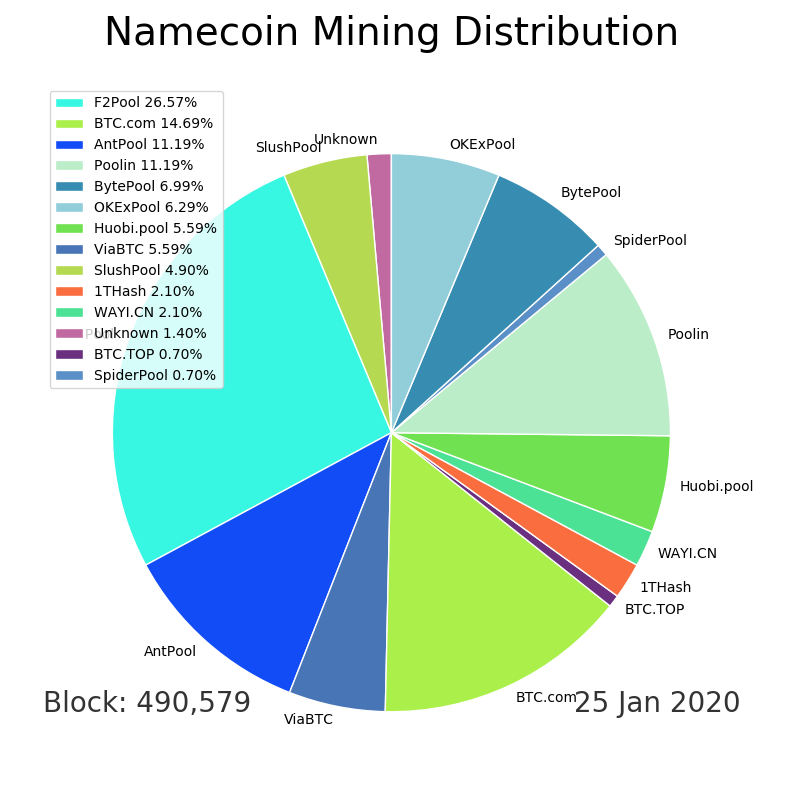 Namecoin Mining Distribution
F2Pool 26.57%
BTC.com 14.69%
AntPool 11.19%
Poolin 11.19%
BytePool 6.99%
OKExPool 6.29%
Huobi.pool 5.59%
ViaBTC 5.59%
SlushPool 4.90%
1THash 2.10%
WAYI.CN 2.10%
Unknown 1.40%
BTC.TOP 0.70%
SpiderPool 0.70%
SlushPool
Unknown
OKExPool
BytePool
SpiderPool
Poolin
Huobi.pool
WAYI.CN
1THash
BTC.TOP
BTC.com
ViaBTC
AntPool
Block: 490,579
25 Jan 2020